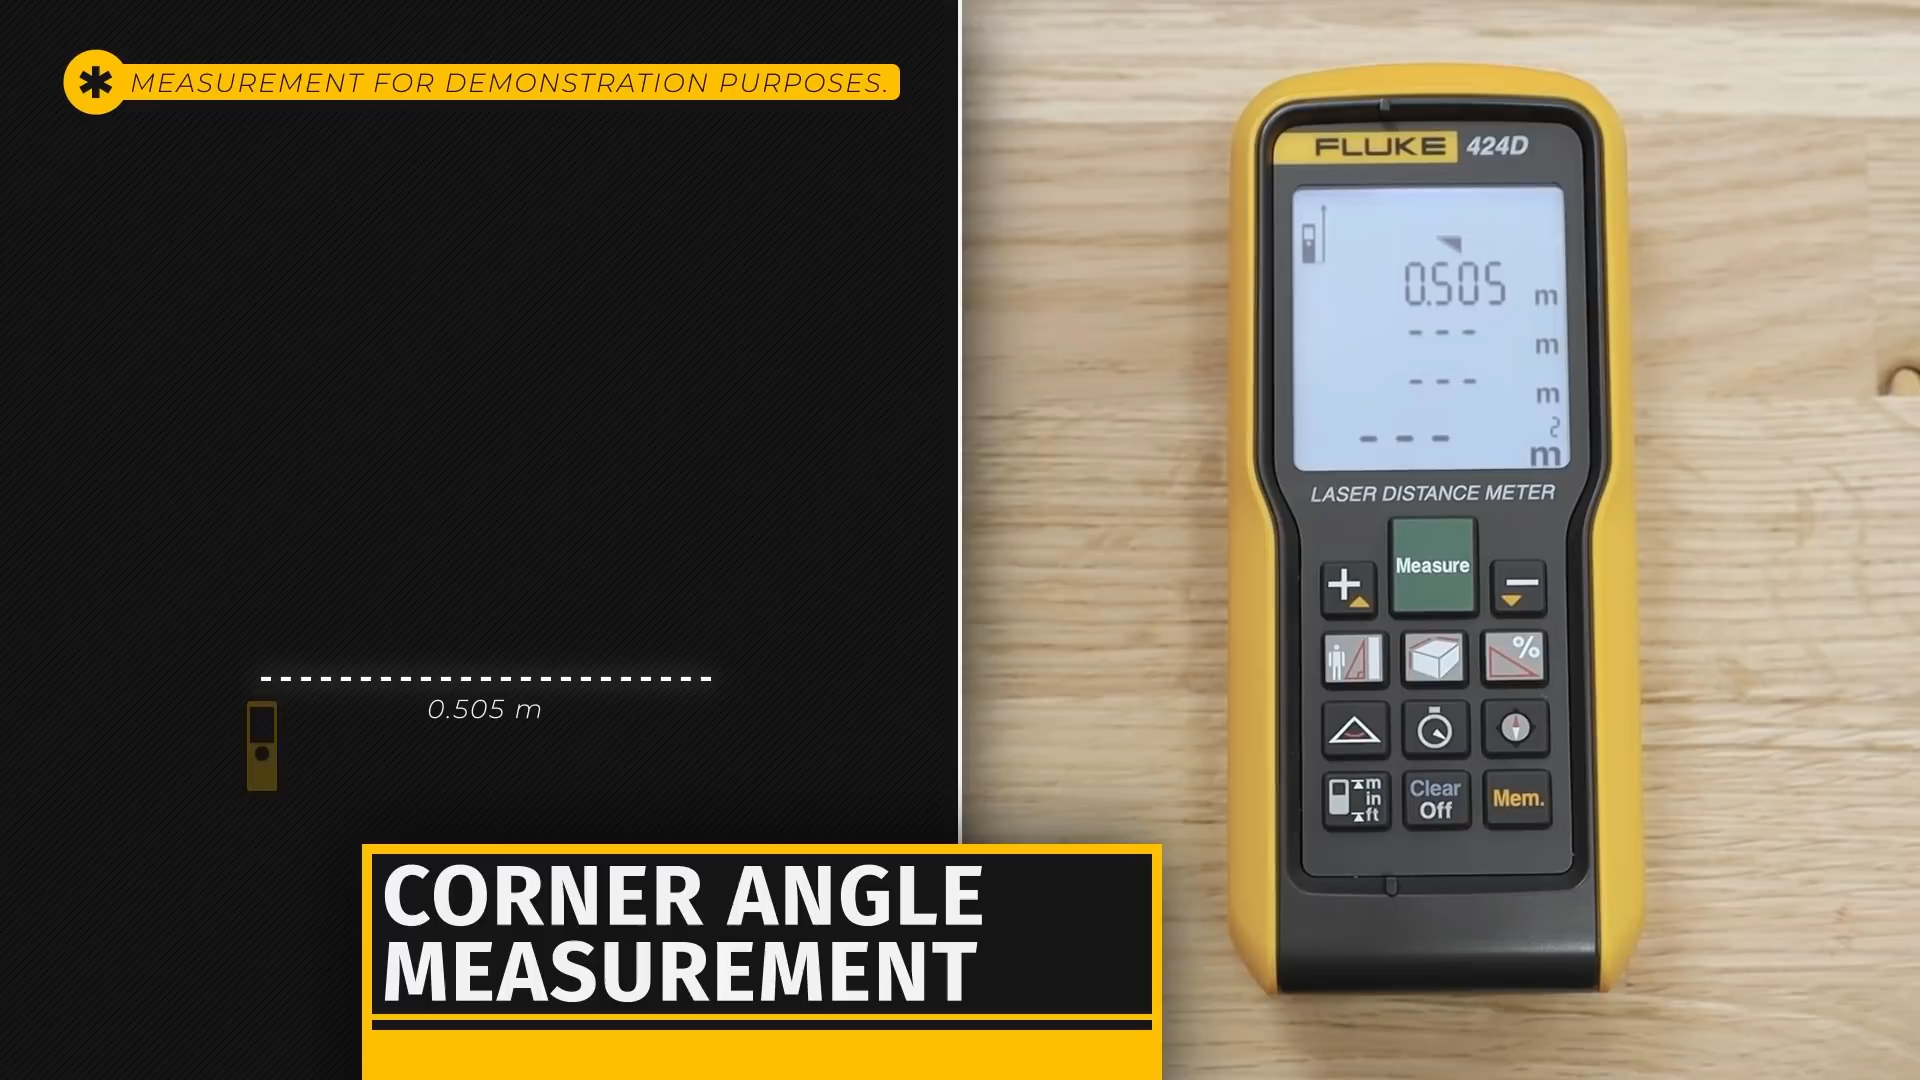 ✱ MEASUREMENT FOR DEMONSTRATION PURPOSES.
0.505 m
CORNER ANGLE
MEASUREMENT
FLUKE 424D
0.505 m
--- m
--- m
--- m²
LASER DISTANCE METER
Measure
+ −
%
m
in
ft
Clear
Off
Mem.